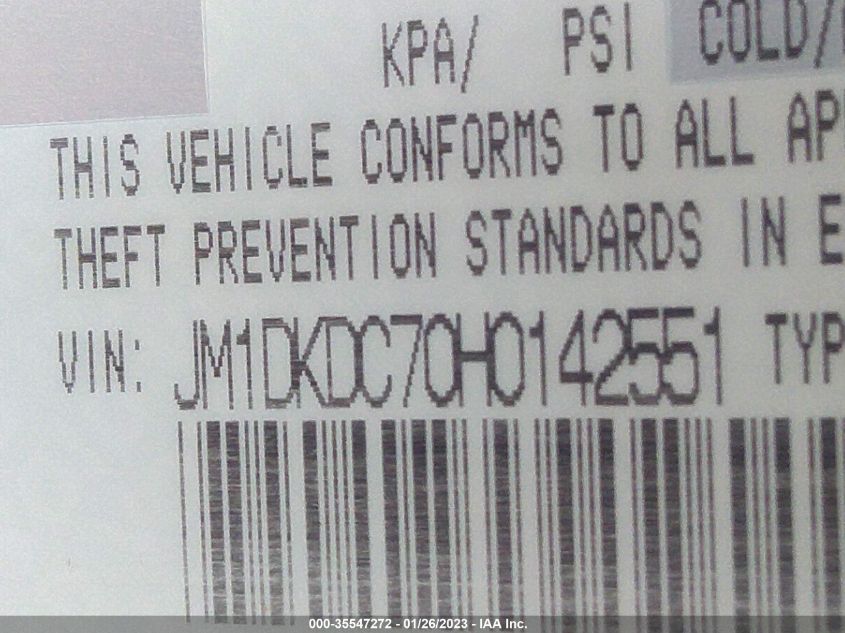 KPA/ PSI COLD/
THIS VEHICLE CONFORMS TO ALL AP
THEFT PREVENTION STANDARDS IN E
VIN: JM1DKDC70H0142551 TYP
000-35547272 - 01/26/2023 - IAA Inc.